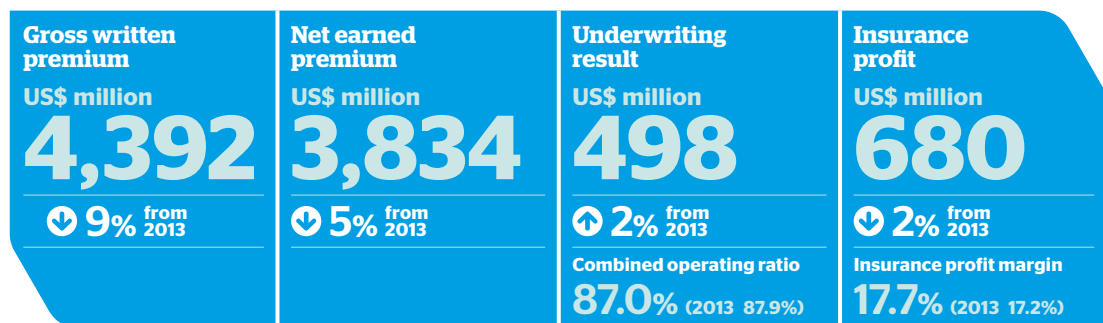 Gross written
premium
US$ million
4,392
9% from
2013
Net earned
premium
US$ million
3,834
5% from
2013
Underwriting
result
US$ million
498
2% from
2013
Combined operating ratio
87.0% (2013 87.9%)
Insurance
profit
US$ million
680
2% from
2013
Insurance profit margin
17.7% (2013 17.2%)